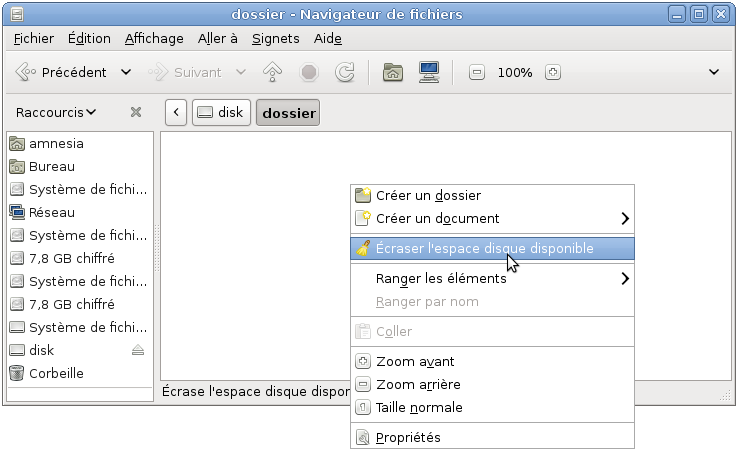 dossier - Navigateur de fichiers
Fichier Édition Affichage Aller à Signets Aide
Précédent Suivant 100%
Raccourcis disk dossier
amnesia
Bureau
Système de fichi...
Réseau
Système de fichi...
7,8 GB chiffré
Système de fichi...
7,8 GB chiffré
Système de fichi...
disk
Corbeille
Créer un dossier
Créer un document
Écraser l'espace disque disponible
Ranger les éléments
Ranger par nom
Coller
Zoom avant
Zoom arrière
Taille normale
Propriétés
Écrase l'espace disque dispon